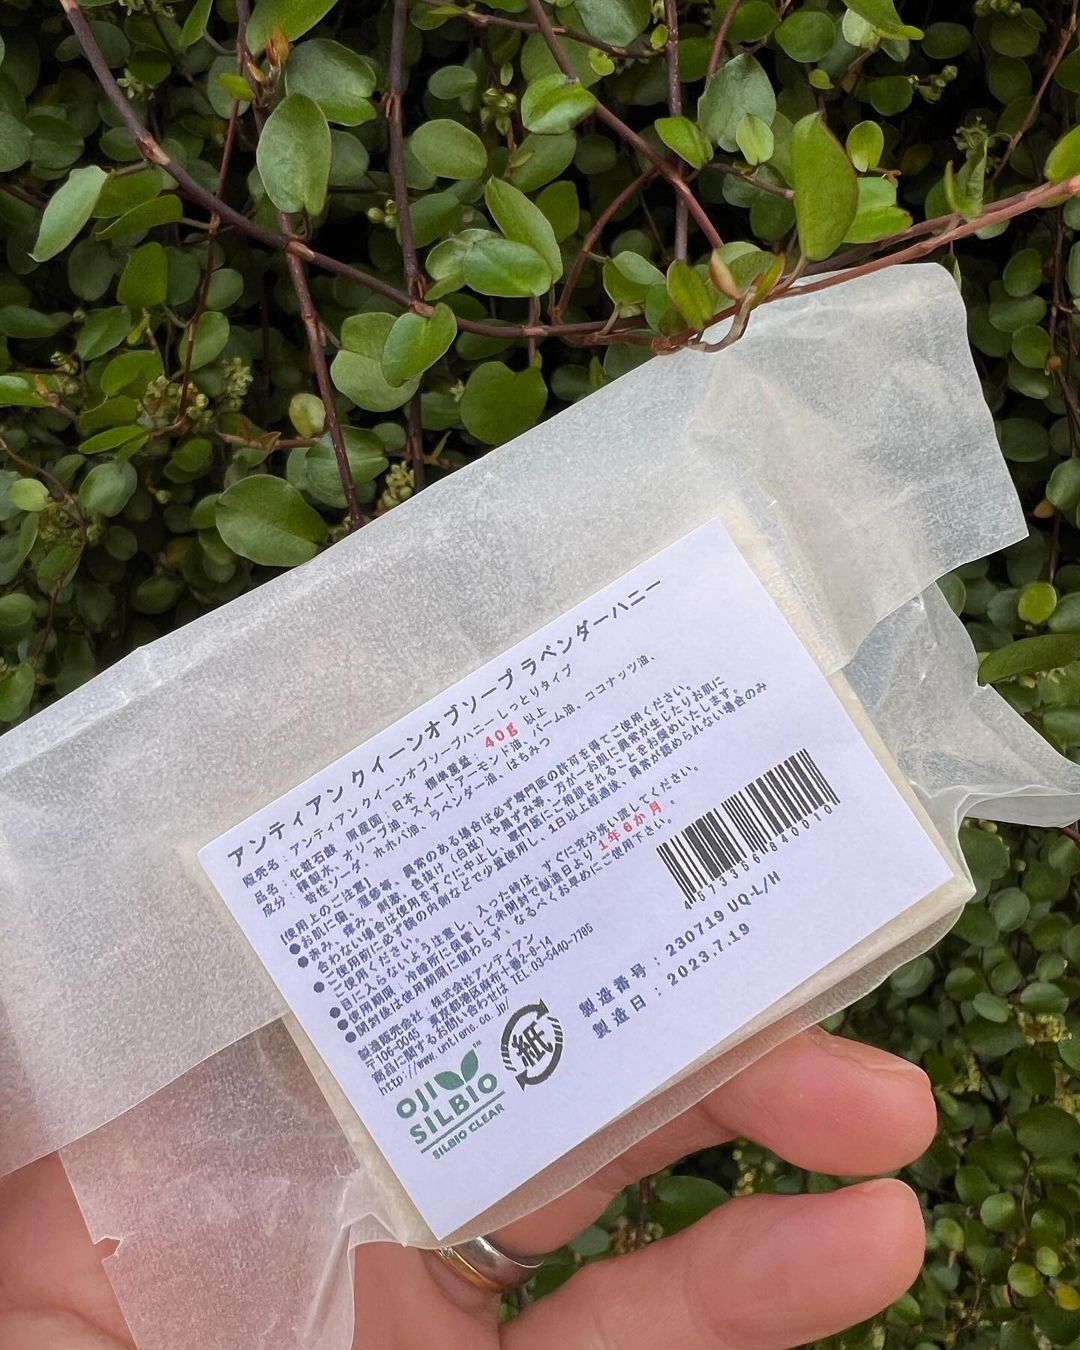 アンティアン クイーンオブソープ ラベンダーハニー
販売名：アンティアンクイーンオブソープハニー しっとりタイプ
品名：化粧石鹸 原産国：日本 標準重量：40g 以上
成分：精製水、オリーブ油、スイートアーモンド油、パーム油、ココナッツ油、
苛性ソーダ、ホホバ油、ラベンダー油、はちみつ
【使用上のご注意】
●お肌に傷、湿疹等、異常のある場合は必ず専門医の許可を得てご使用ください。
●赤み、痒み、刺激、色抜け（白斑）や黒ずみ等、万が一お肌に異常が生じたりお肌に
合わない場合は使用をすぐに中止し、専門医にご相談されることをお奨めいたします。
●ご使用前に必ず腕の内側などで少量使用し、1日以上経過後、異常が認められない場合のみ
ご使用ください。
●目に入らないよう注意し、入った時は、すぐに充分洗い流してください。
●使用期限：冷暗所に保管して未開封で製造日より 1年6か月。
●開封後は使用期限に関わらず、なるべくお早めにご使用下さい。
製造販売会社：株式会社アンティアン
〒106-0045 東京都港区麻布十番2-8-14
商品に関するお問い合わせは TEL:03-5440-7706
http://www.untiens.co.jp/
4573356840010
製造番号：230719 UQ-L/H
製造日：2023.7.19
紙
OJI™
SILBIO
SILBIO CLEAR